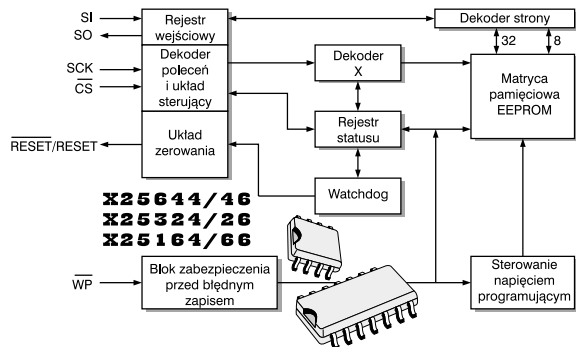 SI
SO
SCK
CS
RESET/RESET
WP
Rejestr
wejściowy
Dekoder
poleceń
i układ
sterujący
Układ
zerowania
Dekoder
X
Rejestr
statusu
Watchdog
Dekoder strony
32
8
Matryca
pamięciowa
EEPROM
X25644/46
X25324/26
X25164/66
Blok zabezpieczenia
przed błędnym
zapisem
Sterowanie
napięciem
programującym